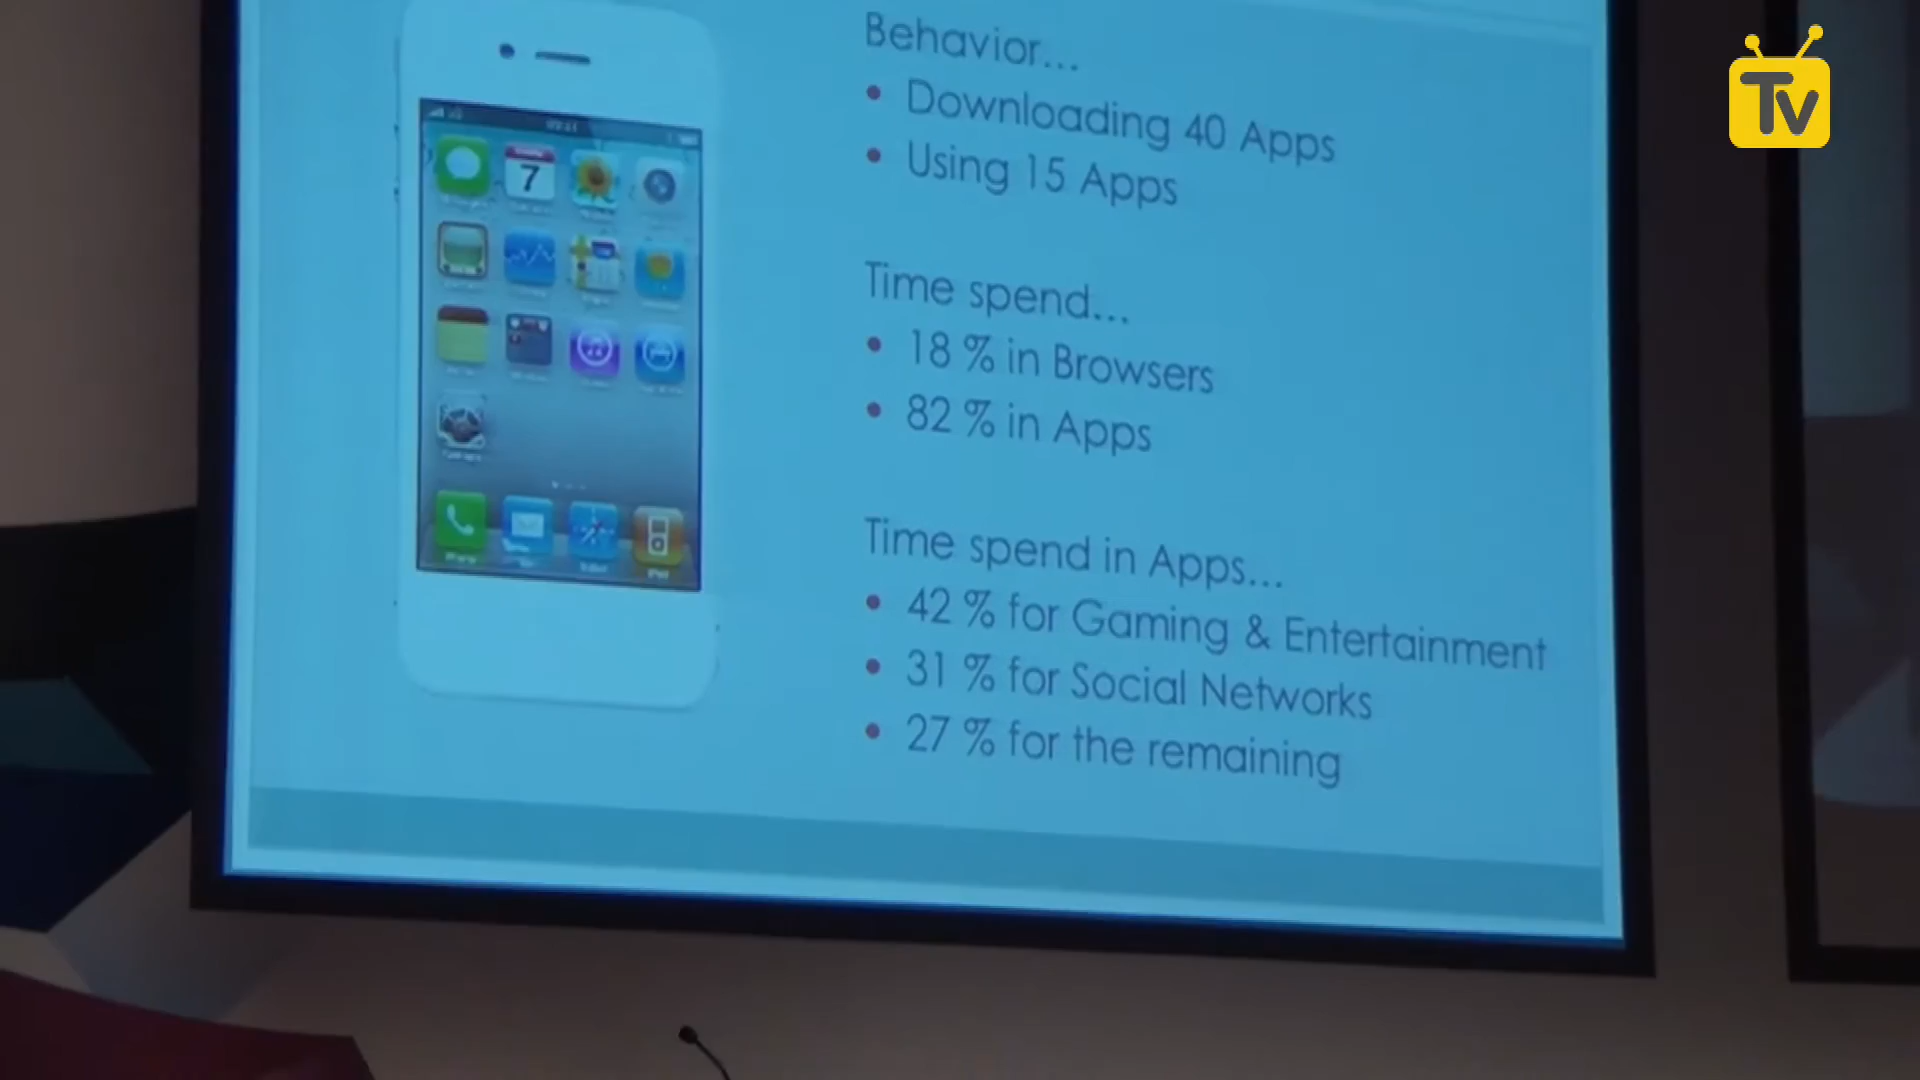 Behavior...
• Downloading 40 Apps
• Using 15 Apps
Time spend...
• 18 % in Browsers
• 82 % in Apps
Time spend in Apps...
• 42 % for Gaming & Entertainment
• 31 % for Social Networks
• 27 % for the remaining
7
TV